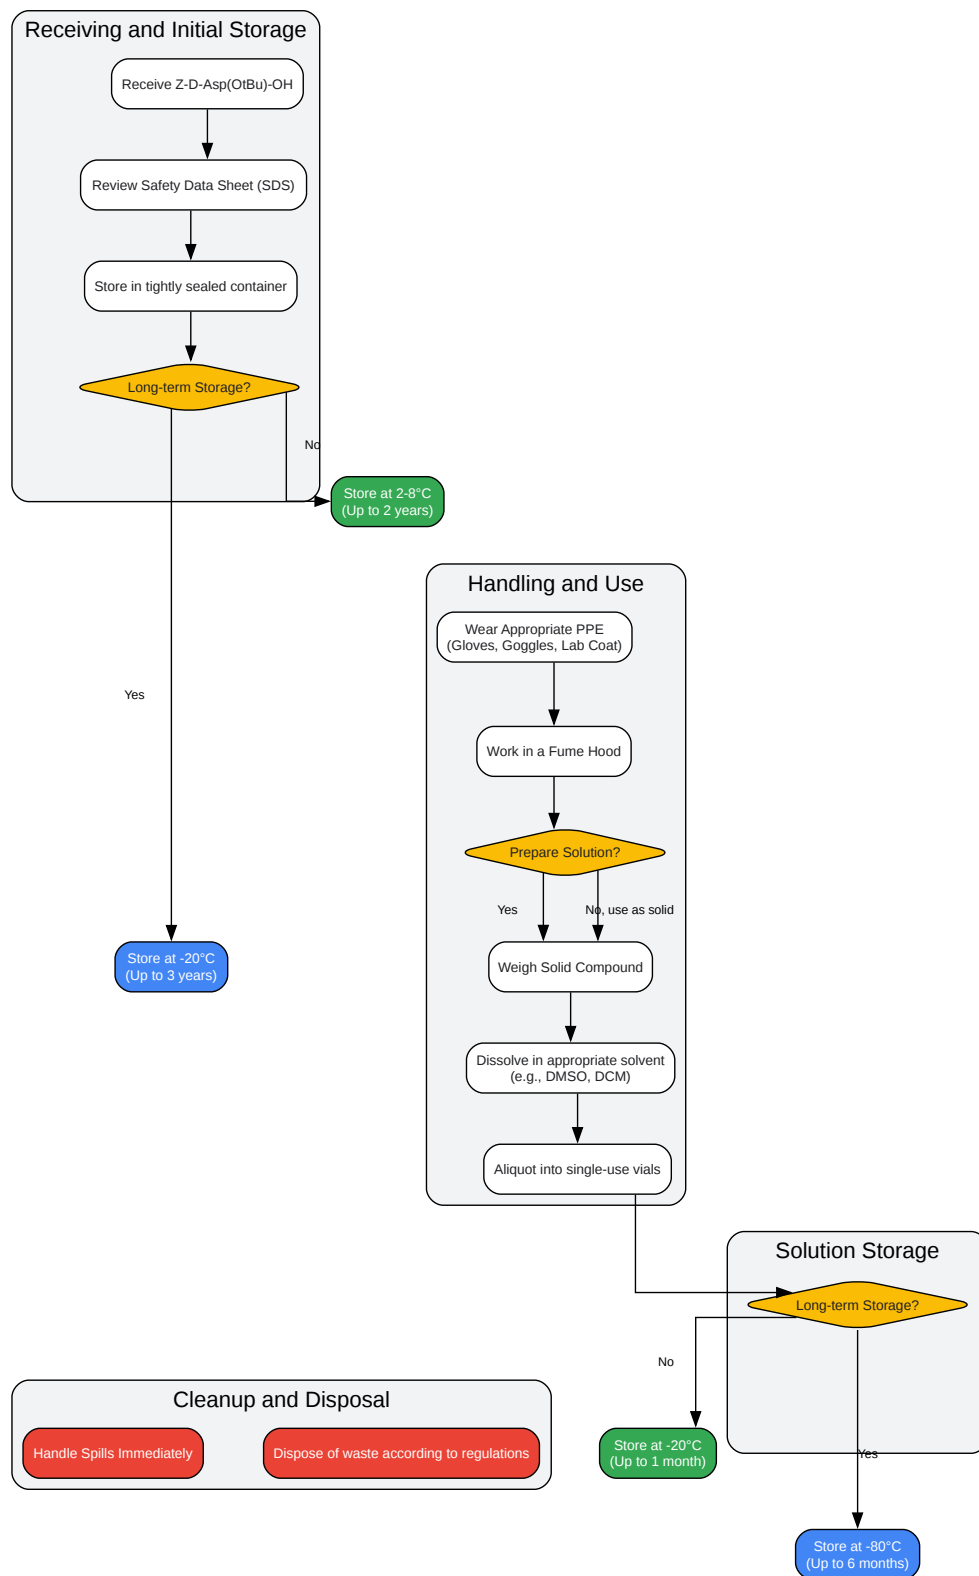 Receiving and Initial Storage
Receive Z-D-Asp(OtBu)-OH
Review Safety Data Sheet (SDS)
Store in tightly sealed container
Long-term Storage?
No
Store at 2-8°C
(Up to 2 years)
Yes
Store at -20°C
(Up to 3 years)
Handling and Use
Wear Appropriate PPE
(Gloves, Goggles, Lab Coat)
Work in a Fume Hood
Prepare Solution?
Yes
No, use as solid
Weigh Solid Compound
Dissolve in appropriate solvent
(e.g., DMSO, DCM)
Aliquot into single-use vials
Solution Storage
Long-term Storage?
No
Store at -20°C
(Up to 1 month)
Yes
Store at -80°C
(Up to 6 months)
Cleanup and Disposal
Handle Spills Immediately
Dispose of waste according to regulations